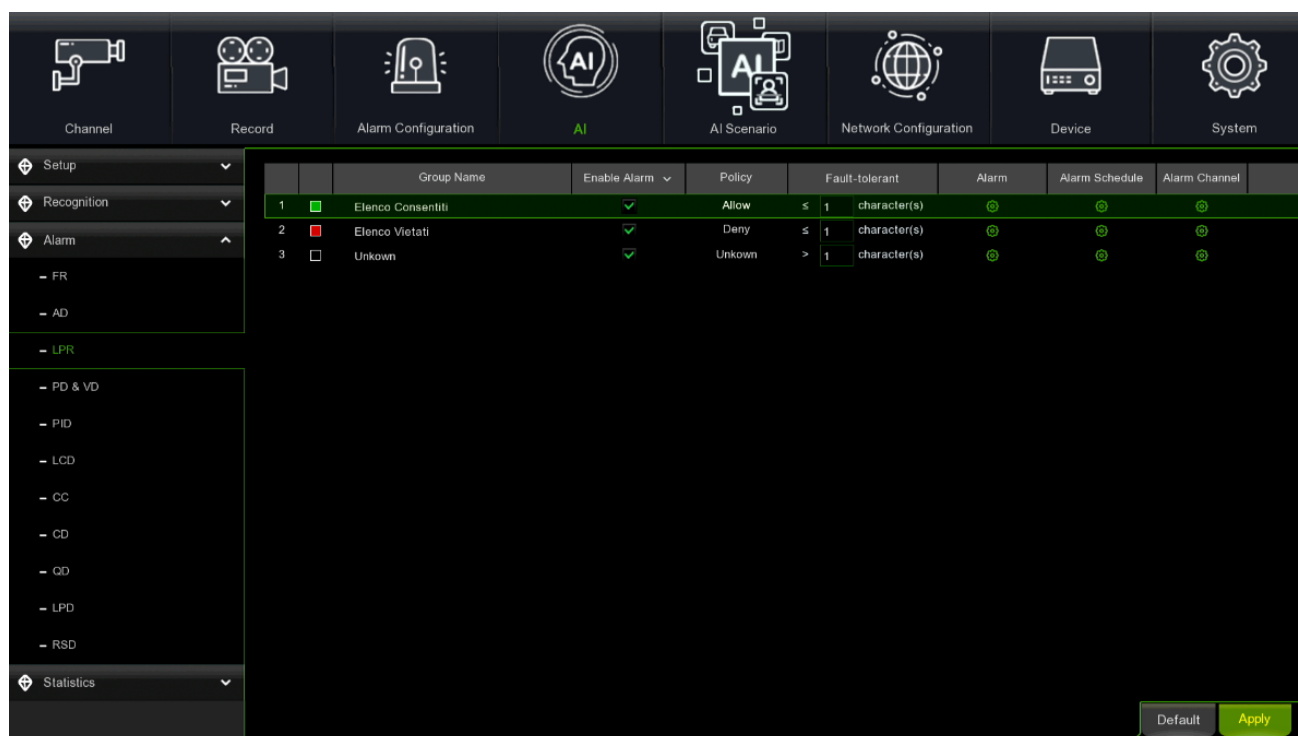 AI
AI
Channel Record Alarm Configuration AI AI Scenario Network Configuration Device System
Setup
Recognition
Alarm
FR
AD
LPR
PD & VD
PID
LCD
CC
CD
QD
LPD
RSD
Statistics
Group Name Enable Alarm Policy Fault-tolerant Alarm Alarm Schedule Alarm Channel
1 Elenco Consentiti Allow ≤ 1 character(s)
2 Elenco Vietati Deny ≤ 1 character(s)
3 Unkown Unkown > 1 character(s)
Default Apply